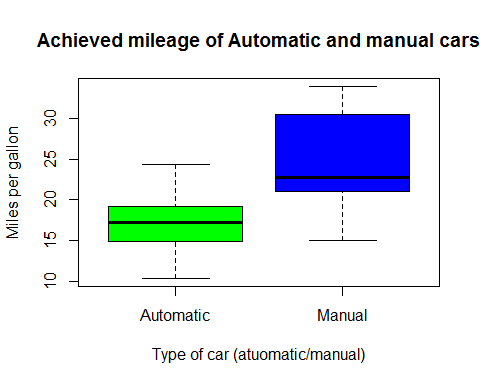 Achieved mileage of Automatic and manual cars
Miles per gallon
30
25
20
15
10
Automatic Manual
Type of car (atuomatic/manual)